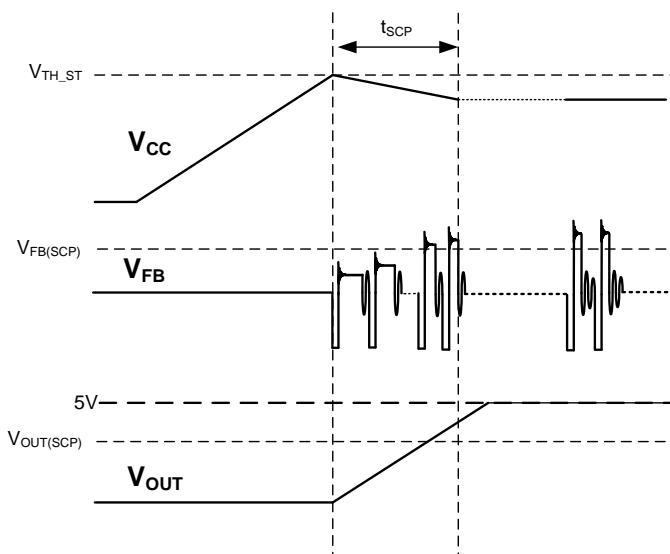 tSCP
VTH_ST
VCC
VFB(SCP)
VFB
5V
VOUT(SCP)
VOUT